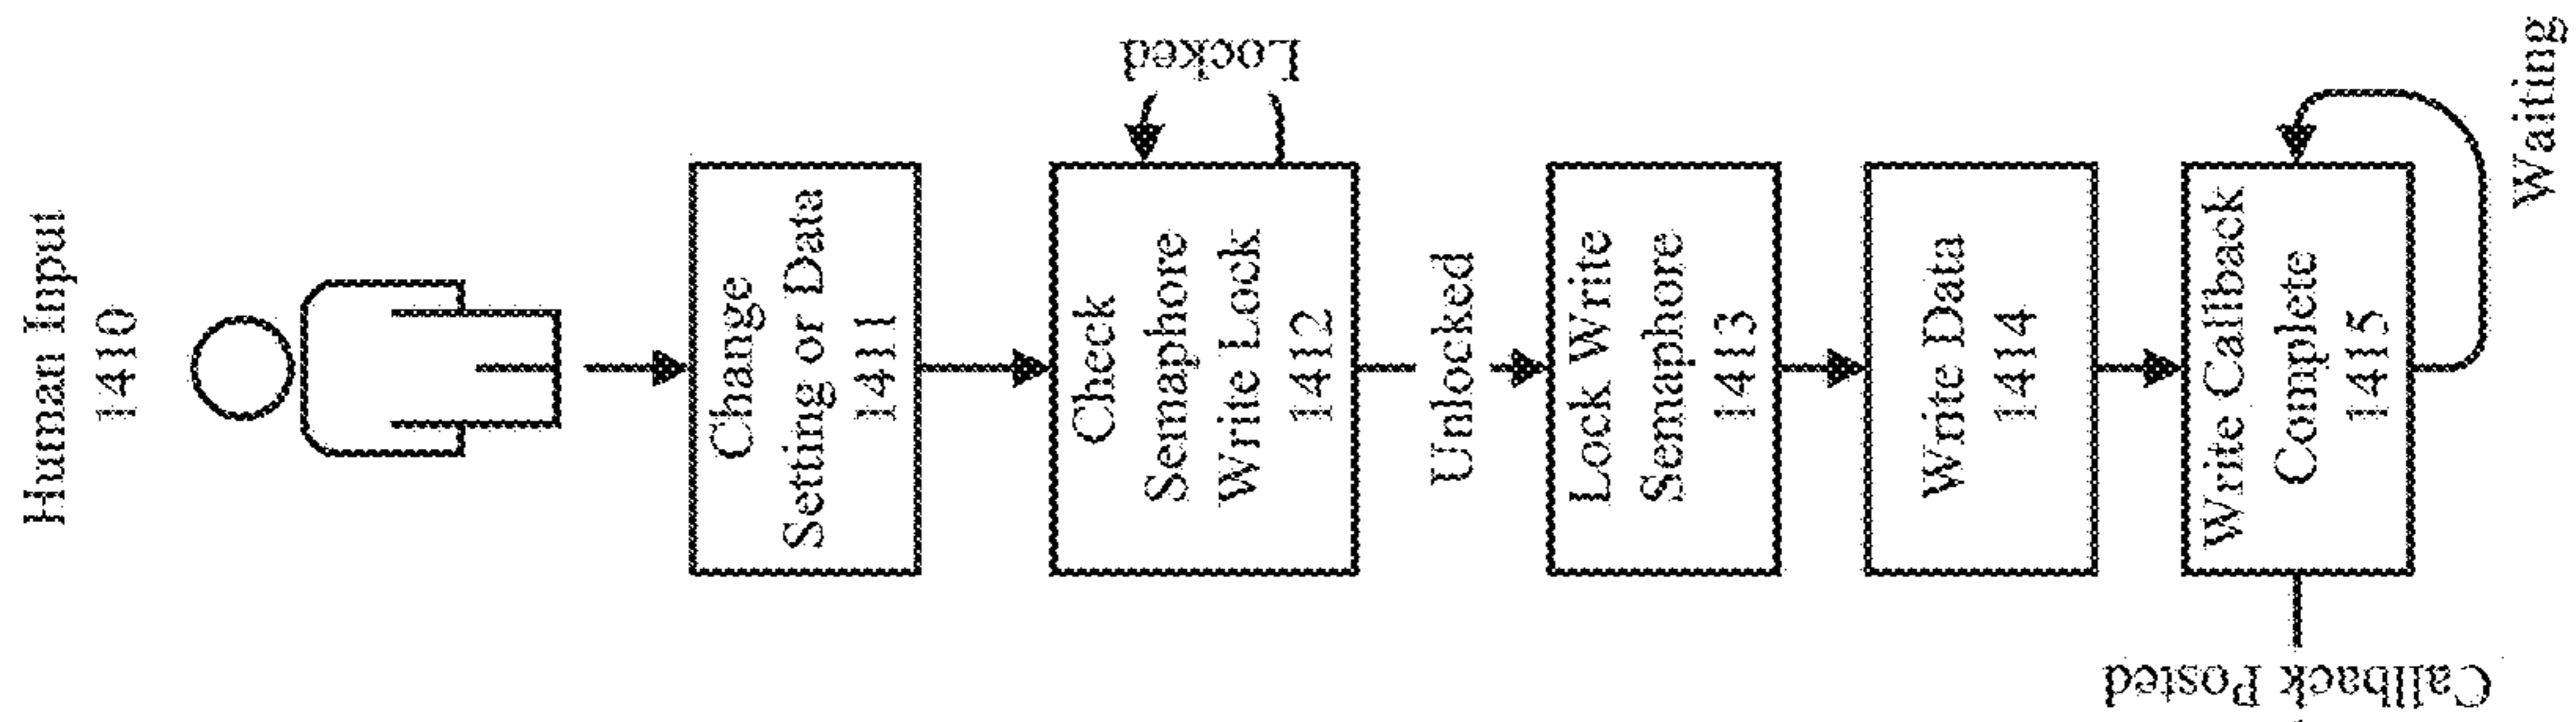 Human Input
1410
Change
Setting or Data
1411
Check
Semaphore
Write Lock
1412
Locked
Unlocked
Lock Write
Semaphore
1413
Write Data
1414
Write Callback
Complete
1415
Waiting
Callback Posted